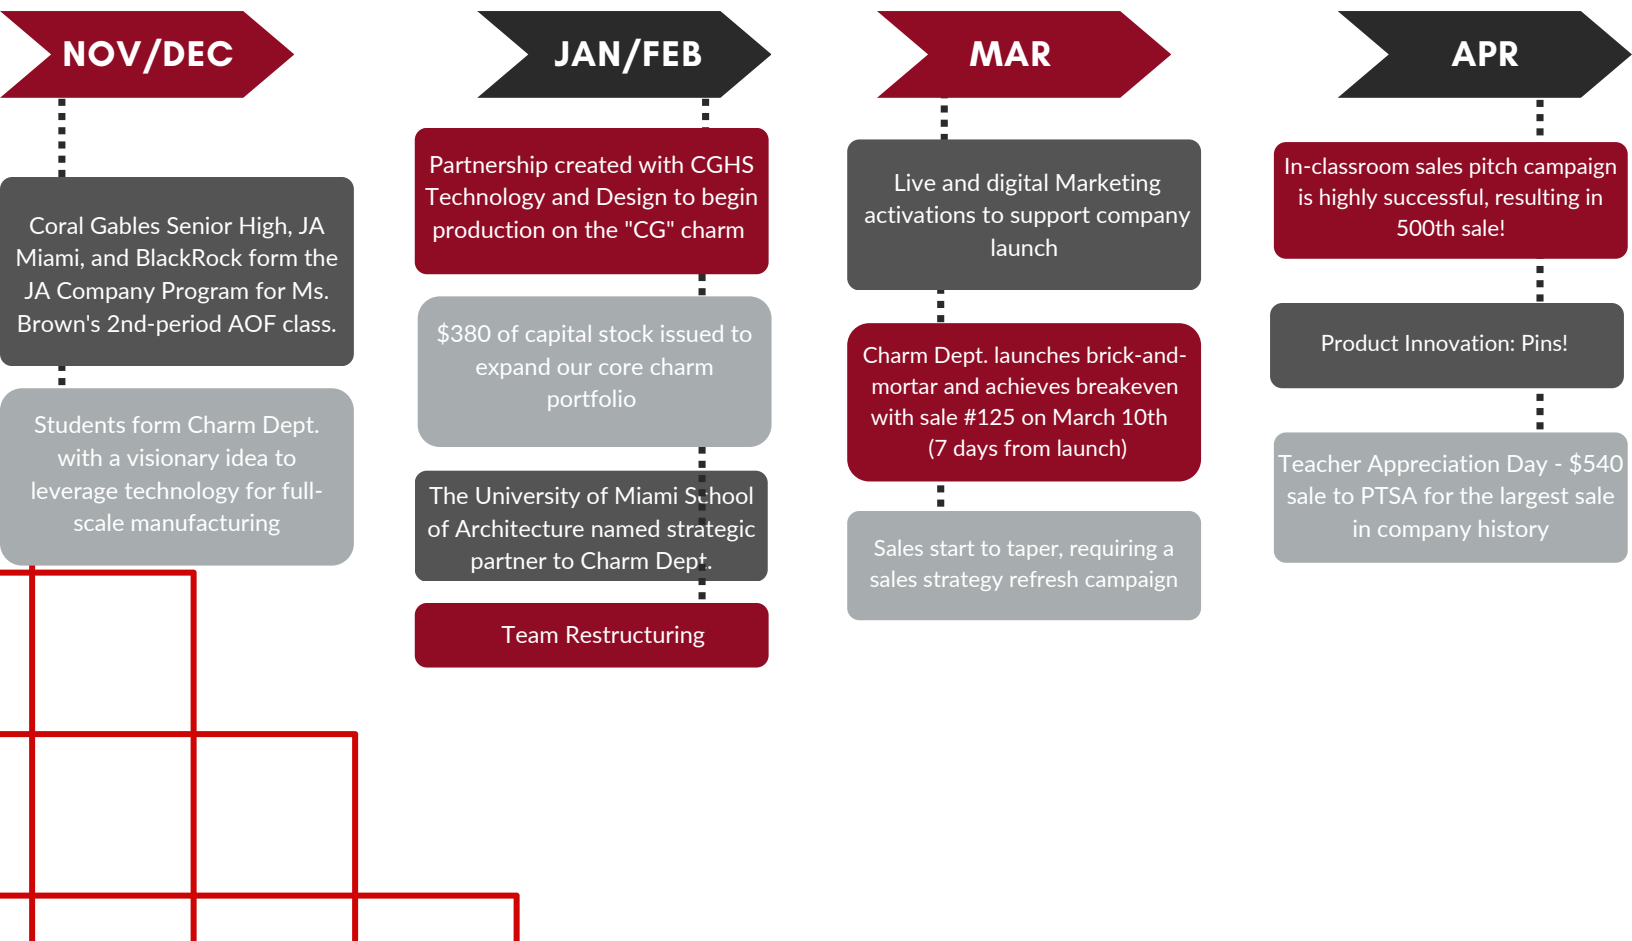 NOV/DEC
Coral Gables Senior High, JA
Miami, and BlackRock form the
JA Company Program for Ms.
Brown's 2nd-period AOF class.
Students form Charm Dept.
with a visionary idea to
leverage technology for full-
scale manufacturing
JAN/FEB
Partnership created with CGHS
Technology and Design to begin
production on the "CG" charm
$380 of capital stock issued to
expand our core charm
portfolio
The University of Miami School
of Architecture named strategic
partner to Charm Dept.
Team Restructuring
MAR
Live and digital Marketing
activations to support company
launch
Charm Dept. launches brick-and-
mortar and achieves breakeven
with sale #125 on March 10th
(7 days from launch)
Sales start to taper, requiring a
sales strategy refresh campaign
APR
In-classroom sales pitch campaign
is highly successful, resulting in
500th sale!
Product Innovation: Pins!
Teacher Appreciation Day - $540
sale to PTSA for the largest sale
in company history